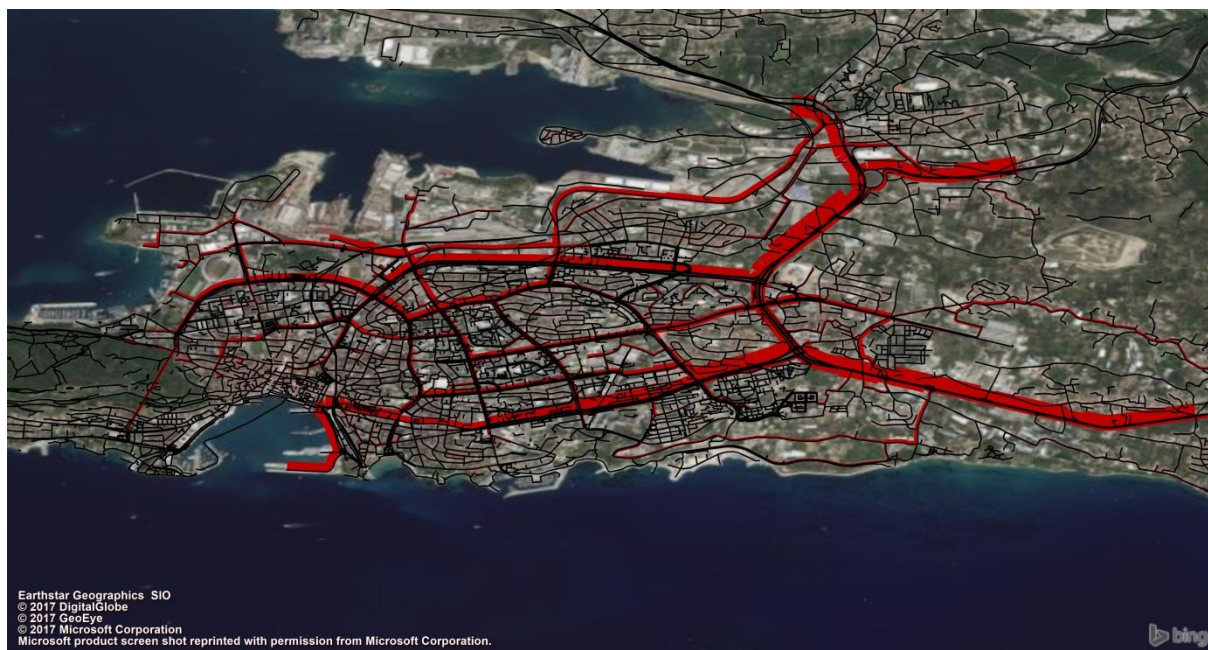 Earthstar Geographics SIO
© 2017 DigitalGlobe
© 2017 GeoEye
© 2017 Microsoft Corporation
Microsoft product screen shot reprinted with permission from Microsoft Corporation.
bing